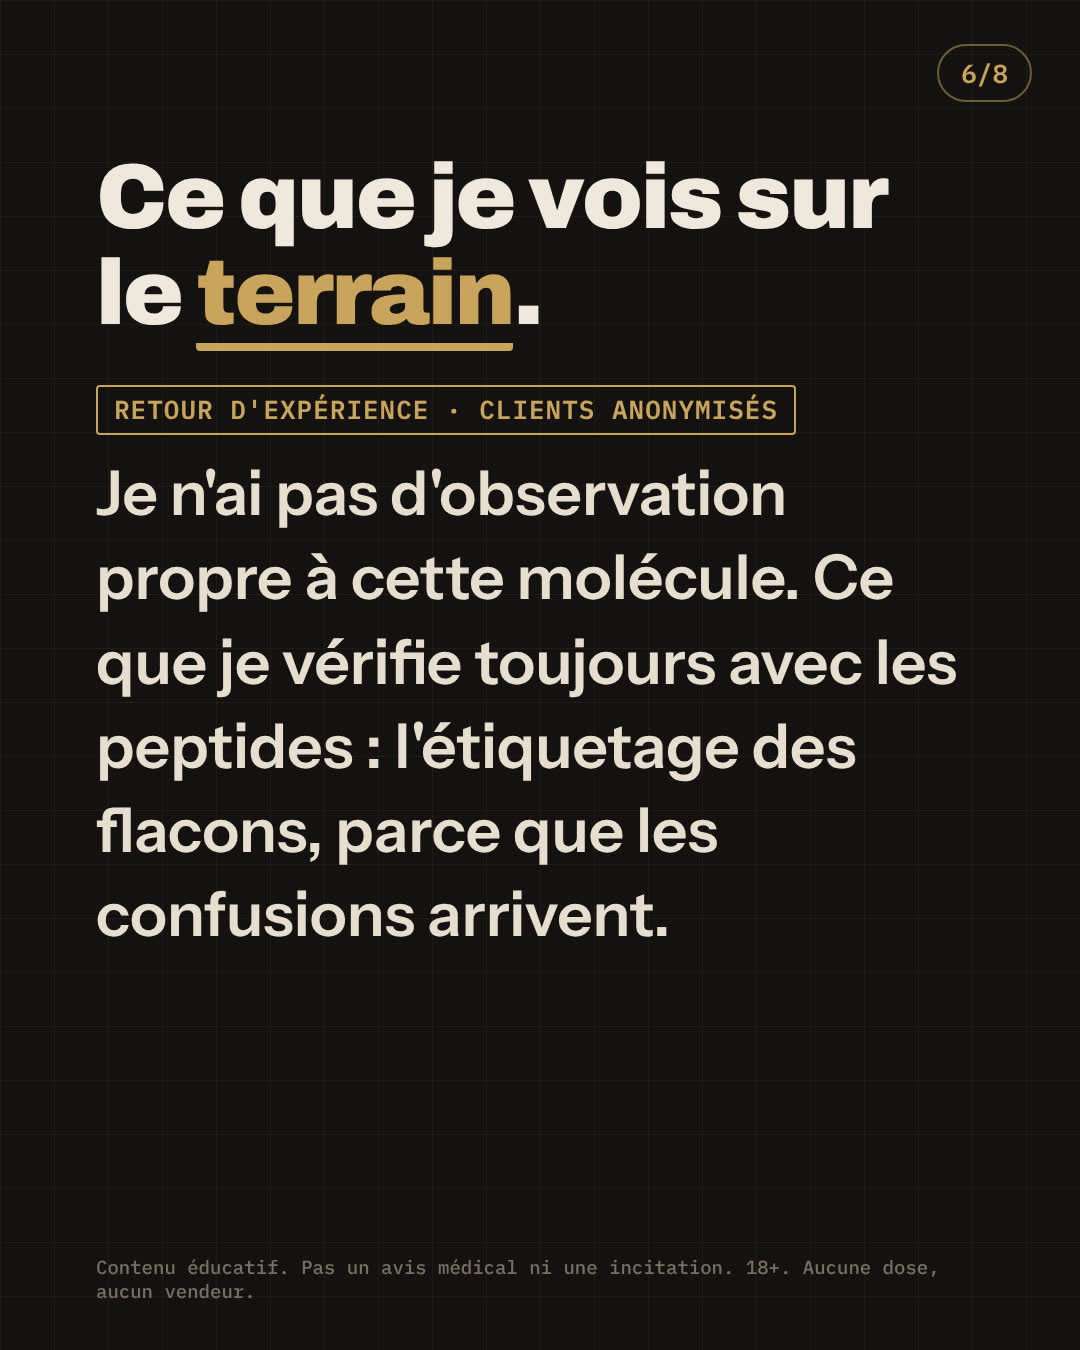 6/8
Ce que je vois sur
le terrain.
RETOUR D'EXPÉRIENCE · CLIENTS ANONYMISÉS
Je n'ai pas d'observation
propre à cette molécule. Ce
que je vérifie toujours avec les
peptides : l'étiquetage des
flacons, parce que les
confusions arrivent.
Contenu éducatif. Pas un avis médical ni une incitation. 18+. Aucune dose,
aucun vendeur.